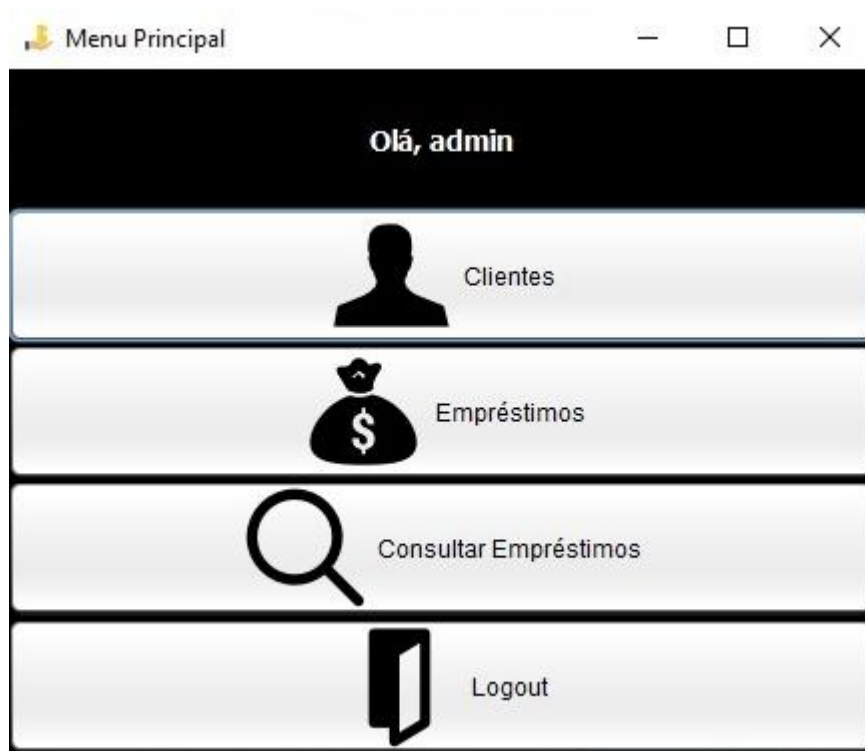 Menu Principal
Olá, admin
Clientes
$
Empréstimos
Consultar Empréstimos
Logout